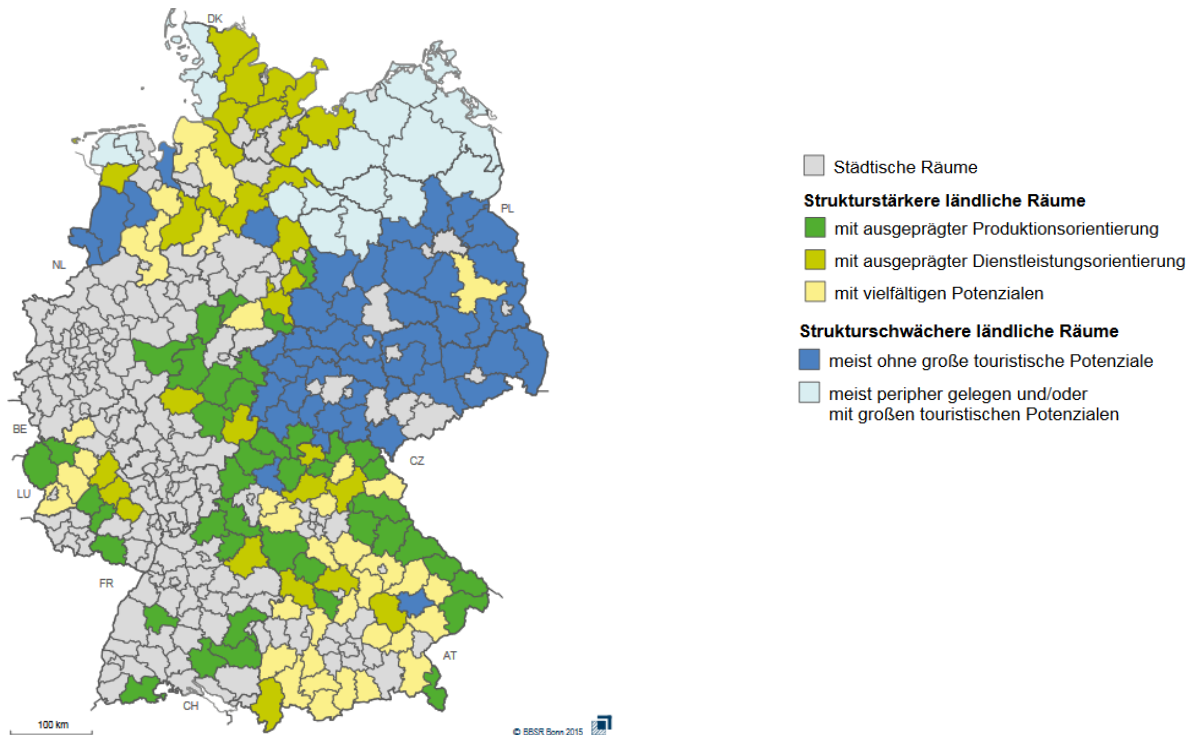 DK
PL
NL
BE
LU
CZ
FR
AT
CH
100 km
© BBSR Bonn 2015
Städtische Räume
Strukturstärkere ländliche Räume
mit ausgeprägter Produktionsorientierung
mit ausgeprägter Dienstleistungsorientierung
mit vielfältigen Potenzialen
Strukturschwächere ländliche Räume
meist ohne große touristische Potenziale
meist peripher gelegen und/oder
mit großen touristischen Potenzialen